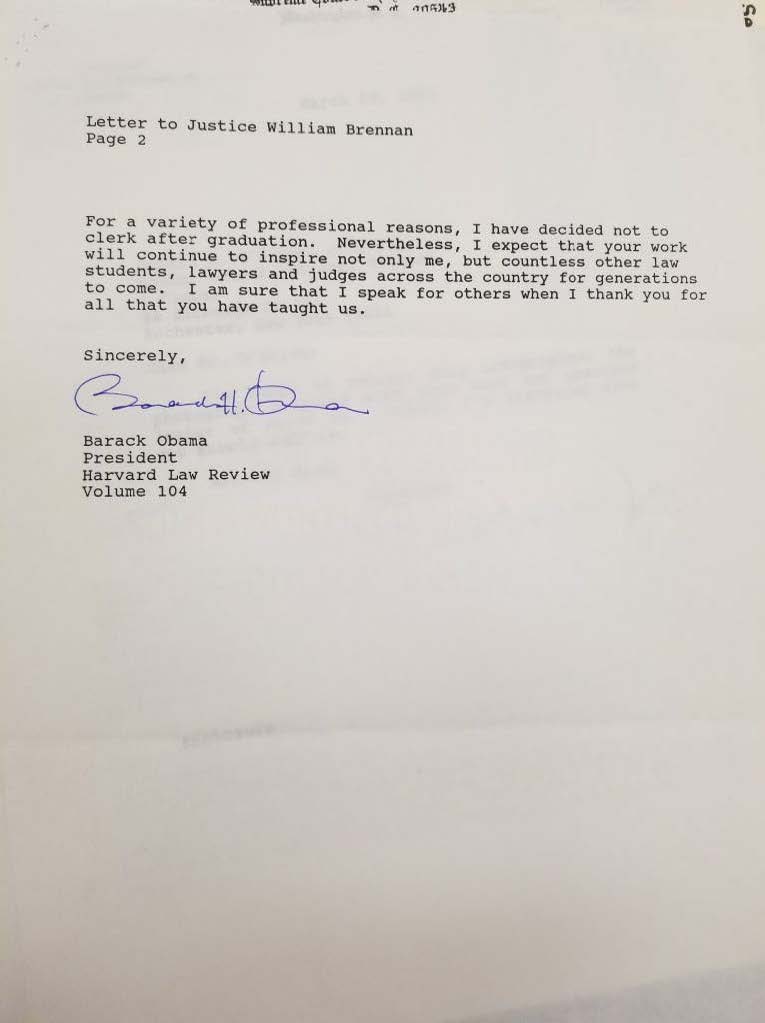 Letter to Justice William Brennan
Page 2
For a variety of professional reasons, I have decided not to
clerk after graduation. Nevertheless, I expect that your work
will continue to inspire not only me, but countless other law
students, lawyers and judges across the country for generations
to come. I am sure that I speak for others when I thank you for
all that you have taught us.
Sincerely,
Barack H. Obama
Barack Obama
President
Harvard Law Review
Volume 104